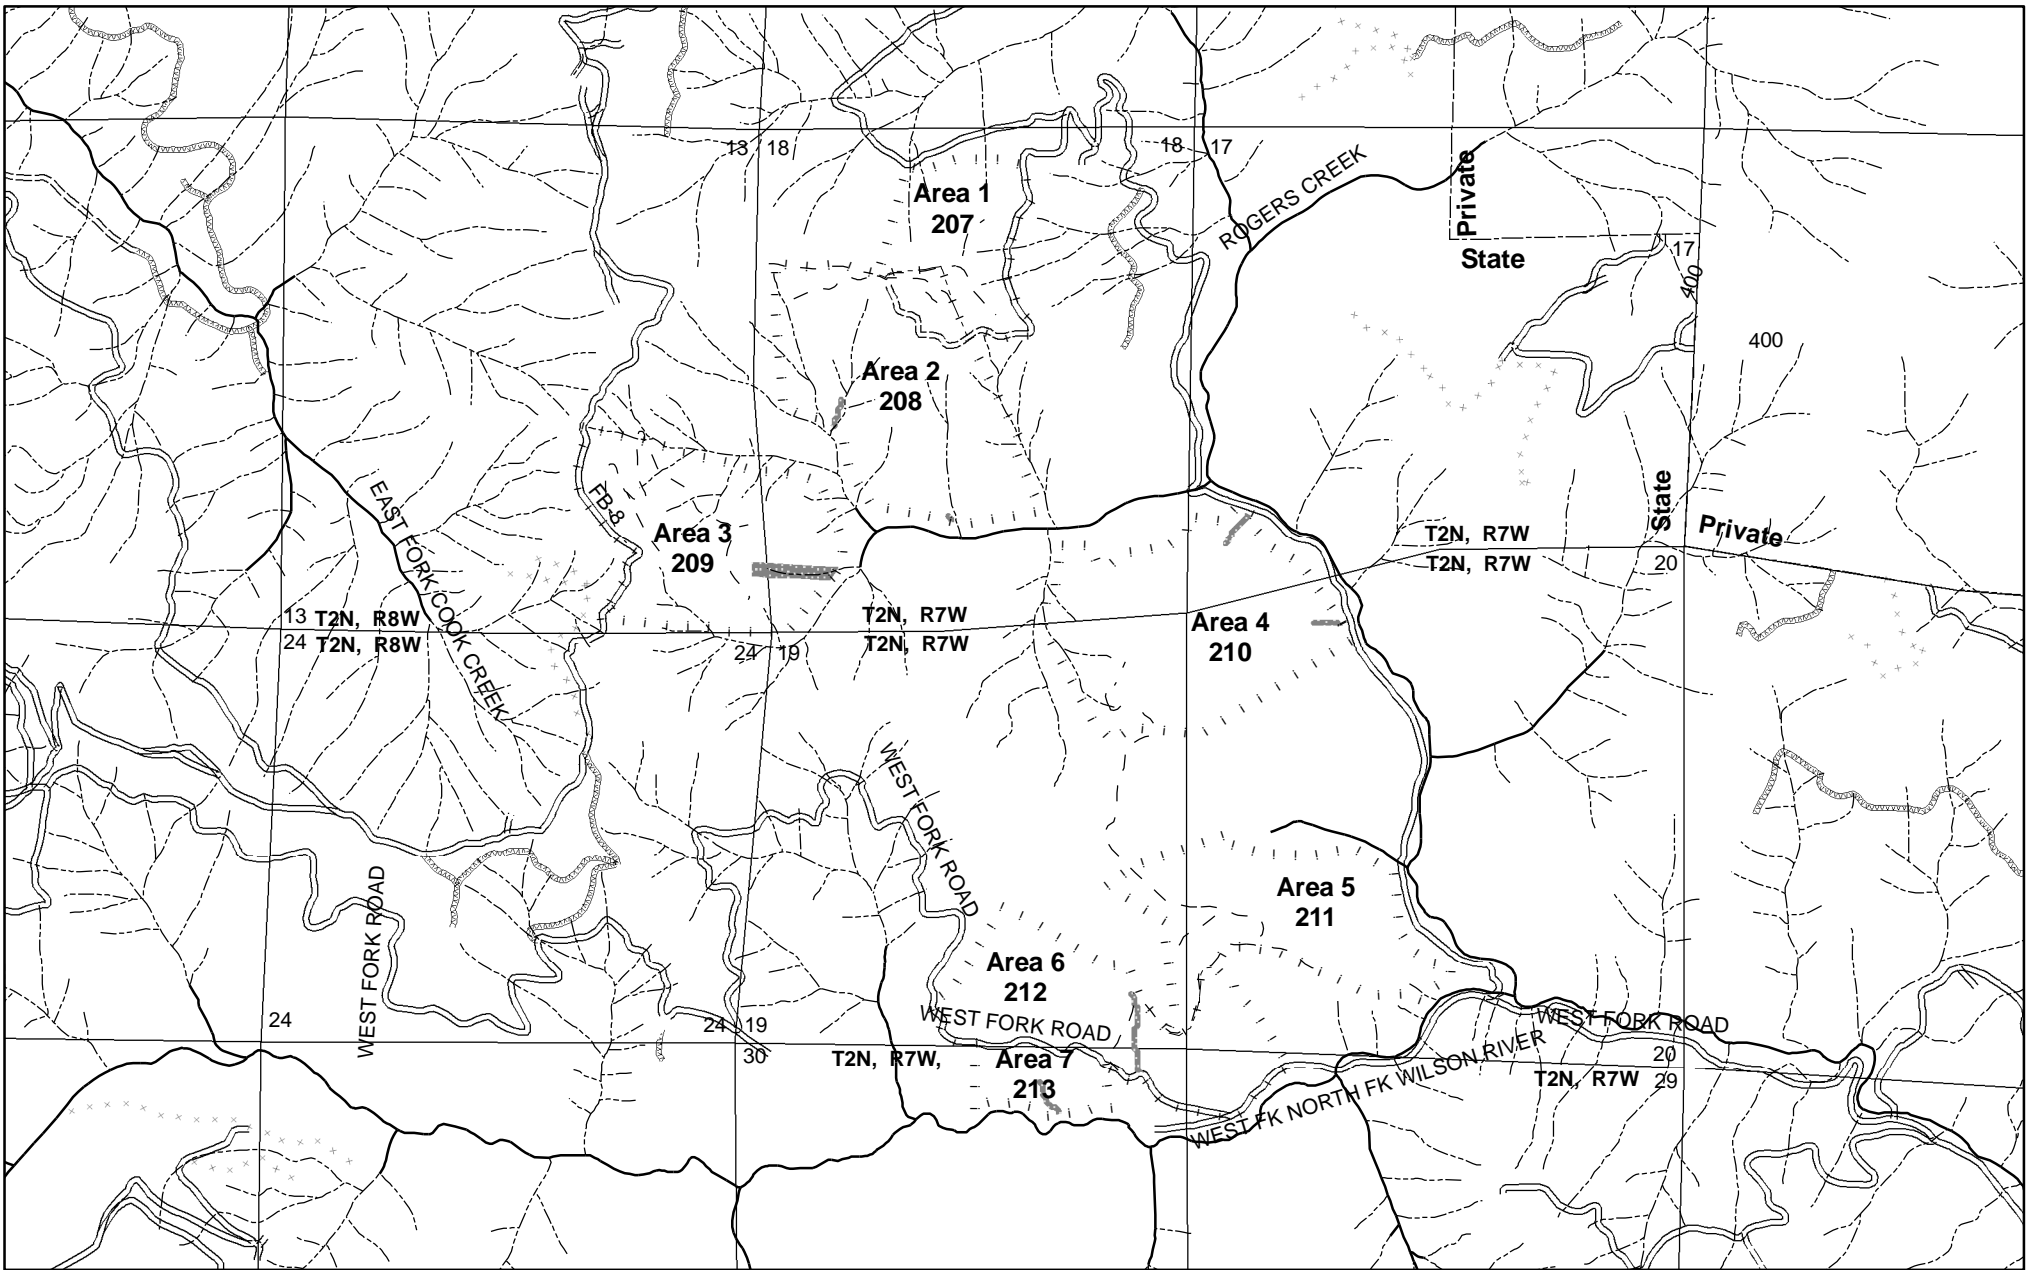 13 18
18 17
ROGERS CREEK
Private
State
17
400
400
Area 1
207
Area 2
208
EAST FORK COOK CREEK
FB-8
Area 3
209
State
Private
T2N, R7W
T2N, R7W
20
13 T2N, R8W
24 T2N, R8W
T2N, R7W
T2N, R7W
24 19
Area 4
210
WEST FORK ROAD
WEST FORK ROAD
Area 5
211
Area 6
212
WEST FORK ROAD
WEST FORK ROAD
24
24 19
30
T2N, R7W,
Area 7
213
WEST FK NORTH FK WILSON RIVER
20
T2N, R7W 29